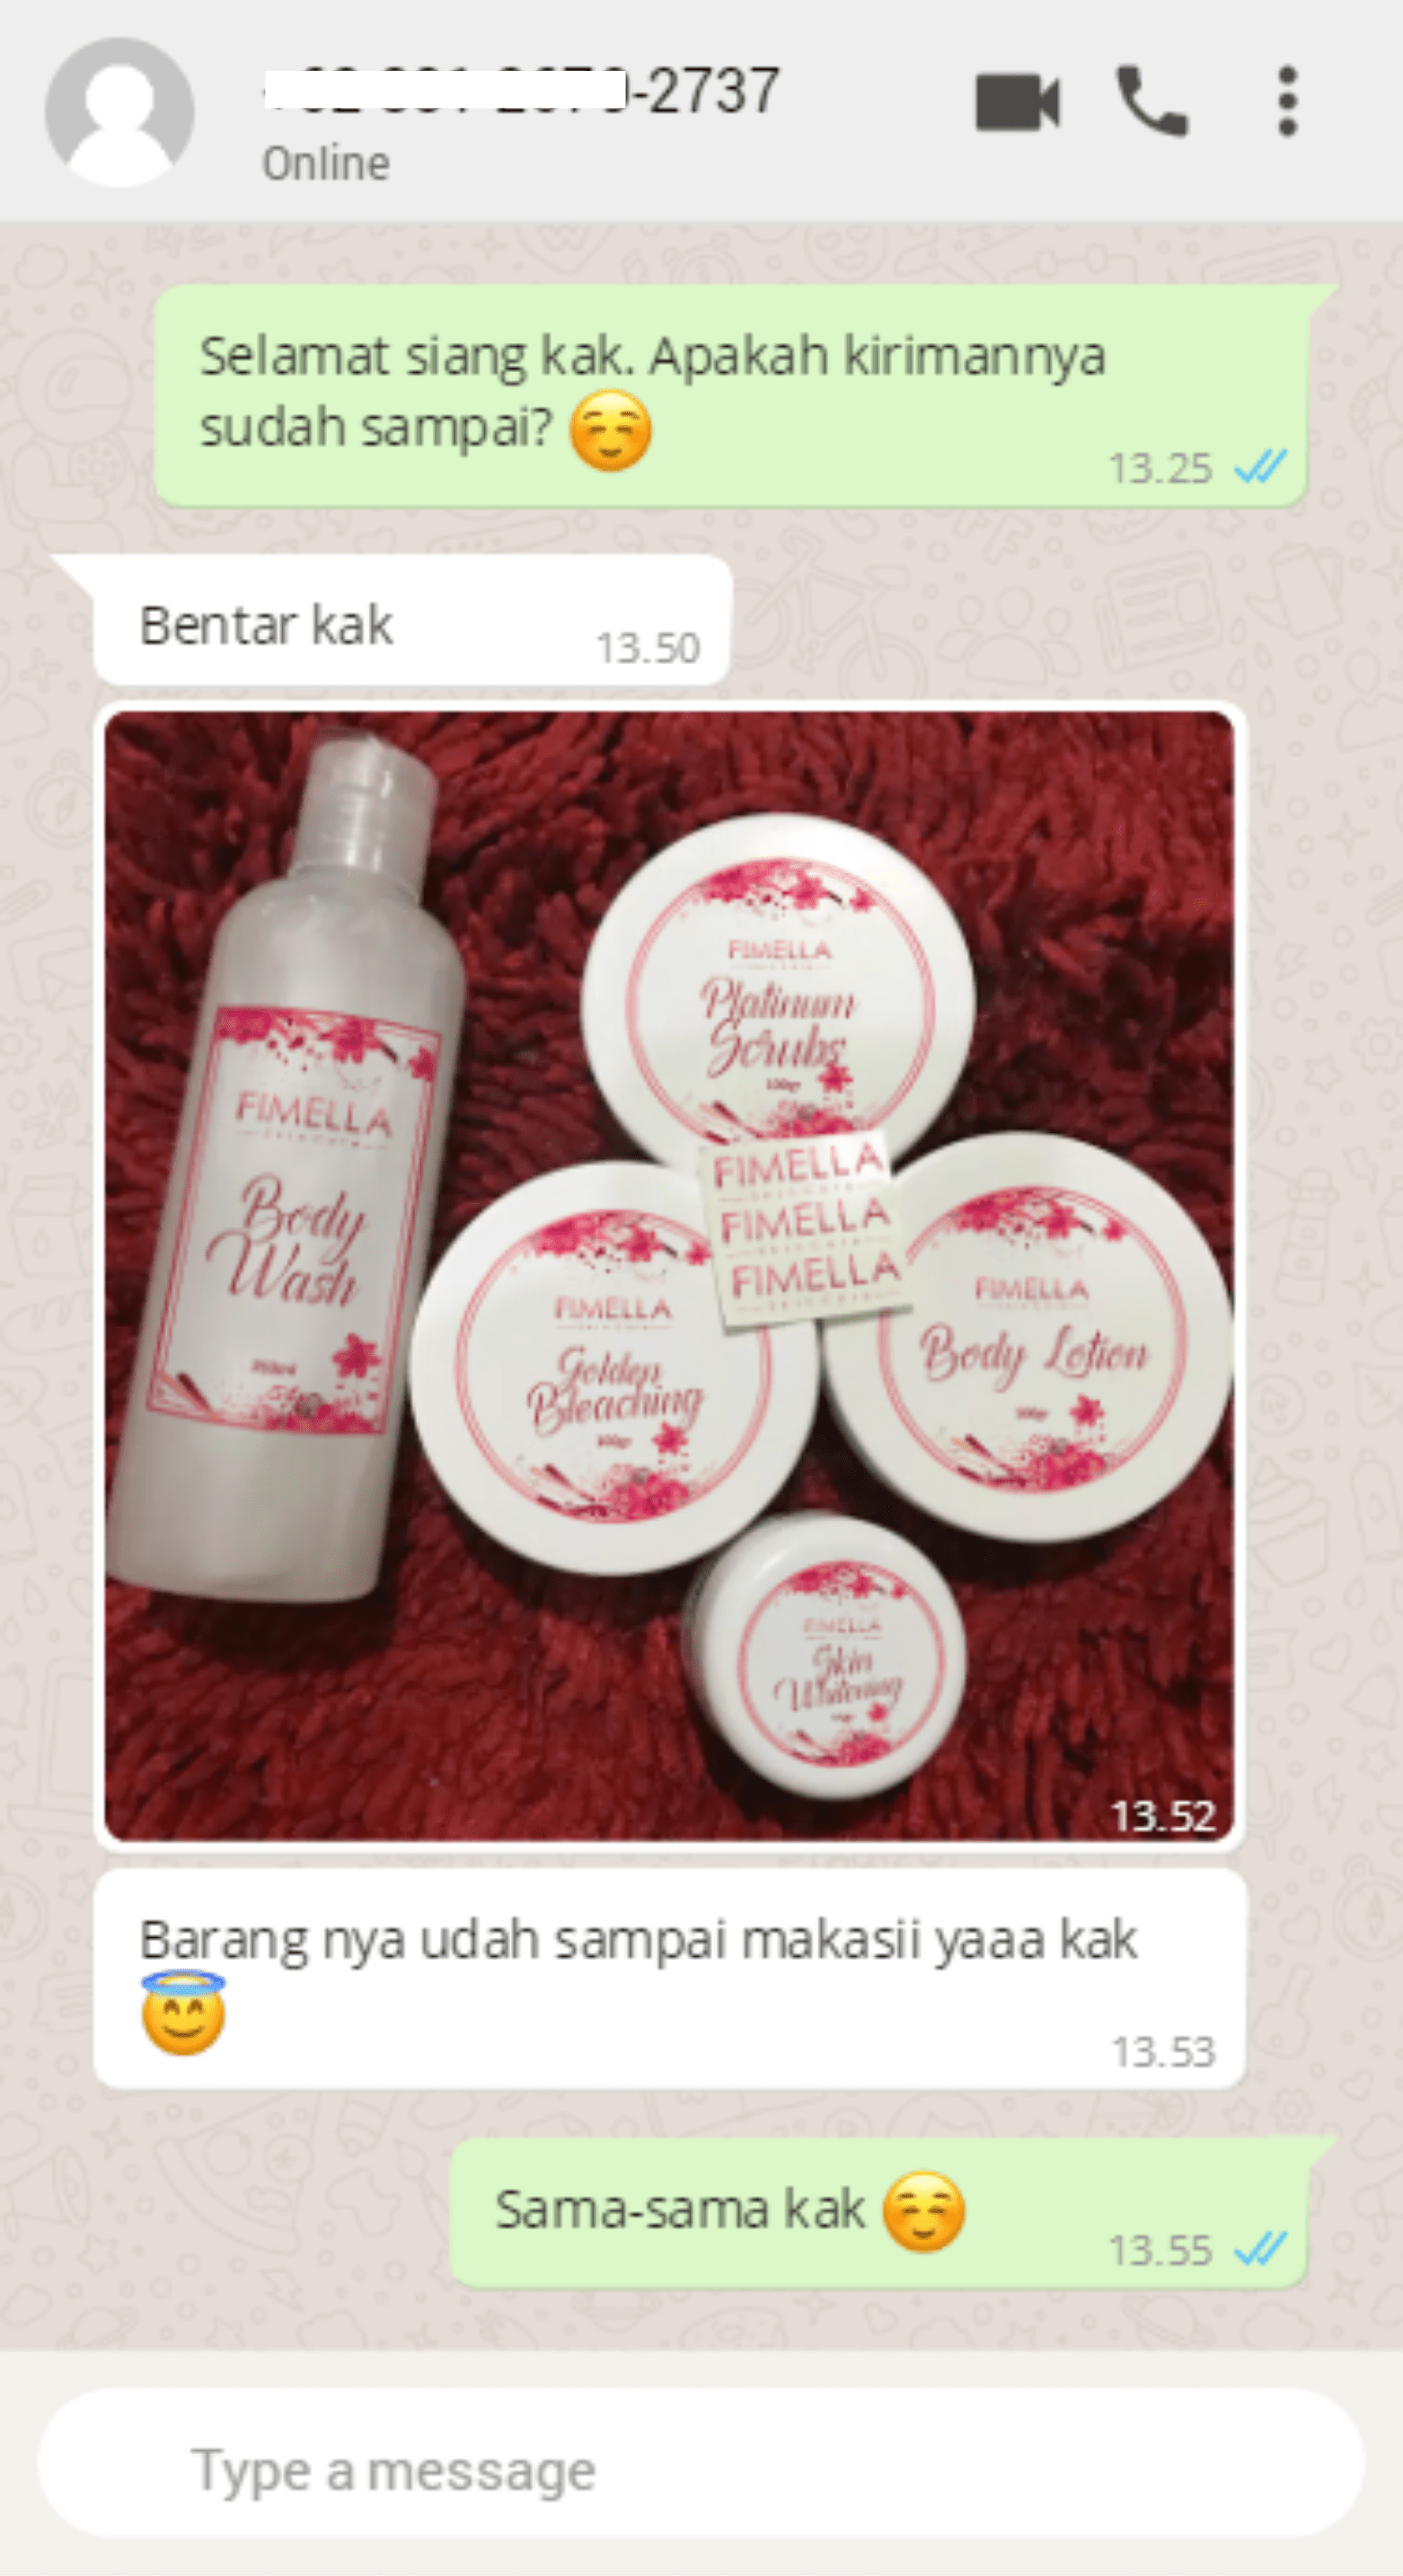 -2737
Online
Selamat siang kak. Apakah kirimannya
sudah sampai? ☺️
13.25
Bentar kak
13.50
FIMELLA
Body
Wash
FIMELLA
Platinum
Scrubs
100gr
FIMELLA
FIMELLA
FIMELLA
FIMELLA
Golden
Bleaching
100gr
FIMELLA
Body Lotion
FIMELLA
Skin
Whitening
13.52
Barang nya udah sampai makasii yaaa kak
😇
13.53
Sama-sama kak ☺️
13.55
Type a message